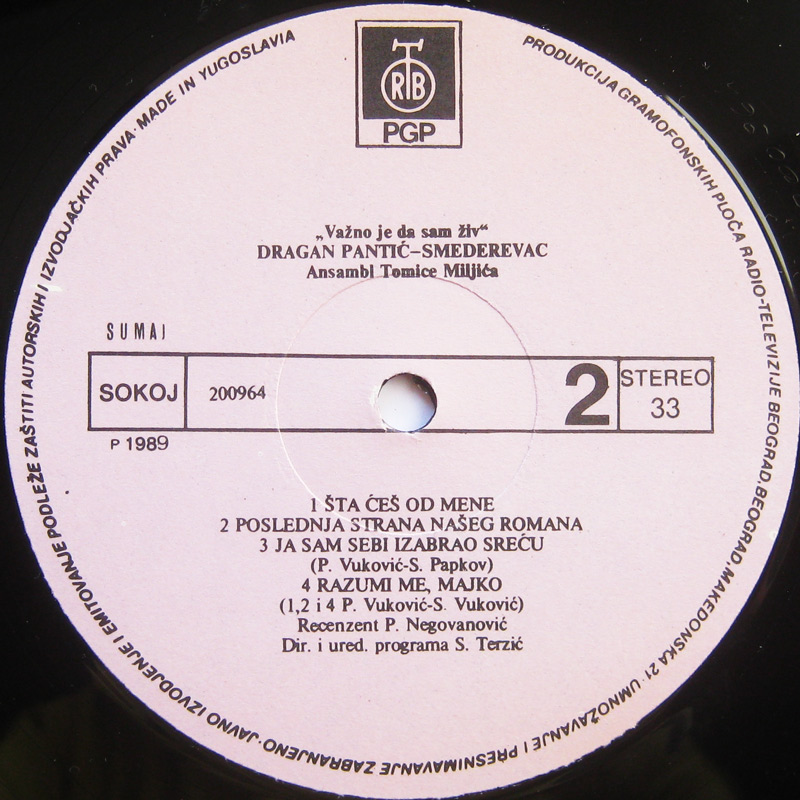 PRODUKCIJA GRAMOFONSKIH PLOČA RADIO-TELEVIZIJE BEOGRAD, BEOGRAD, MAKEDONSKA 21 · UMNOŽAVANJE I PRESNIMAVANJE ZABRANJENO · JAVNO IZVODJENJE I EMITOVANJE PODLEŽE ZAŠTITI AUTORSKIH I IZVODJAČKIH PRAVA · MADE IN YUGOSLAVIA
RTB
PGP
„Važno je da sam živ“
DRAGAN PANTIĆ–SMEDEREVAC
Ansambl Tomice Miljića
SUMAJ
SOKOJ 200964 2 STEREO
33
P 1989
1 ŠTA ĆEŠ OD MENE
2 POSLEDNJA STRANA NAŠEG ROMANA
3 JA SAM SEBI IZABRAO SREĆU
(P. Vuković-S. Papkov)
4 RAZUMI ME, MAJKO
(1,2 i 4 P. Vuković-S. Vuković)
Recenzent P. Negovanović
Dir. i ured. programa S. Terzić